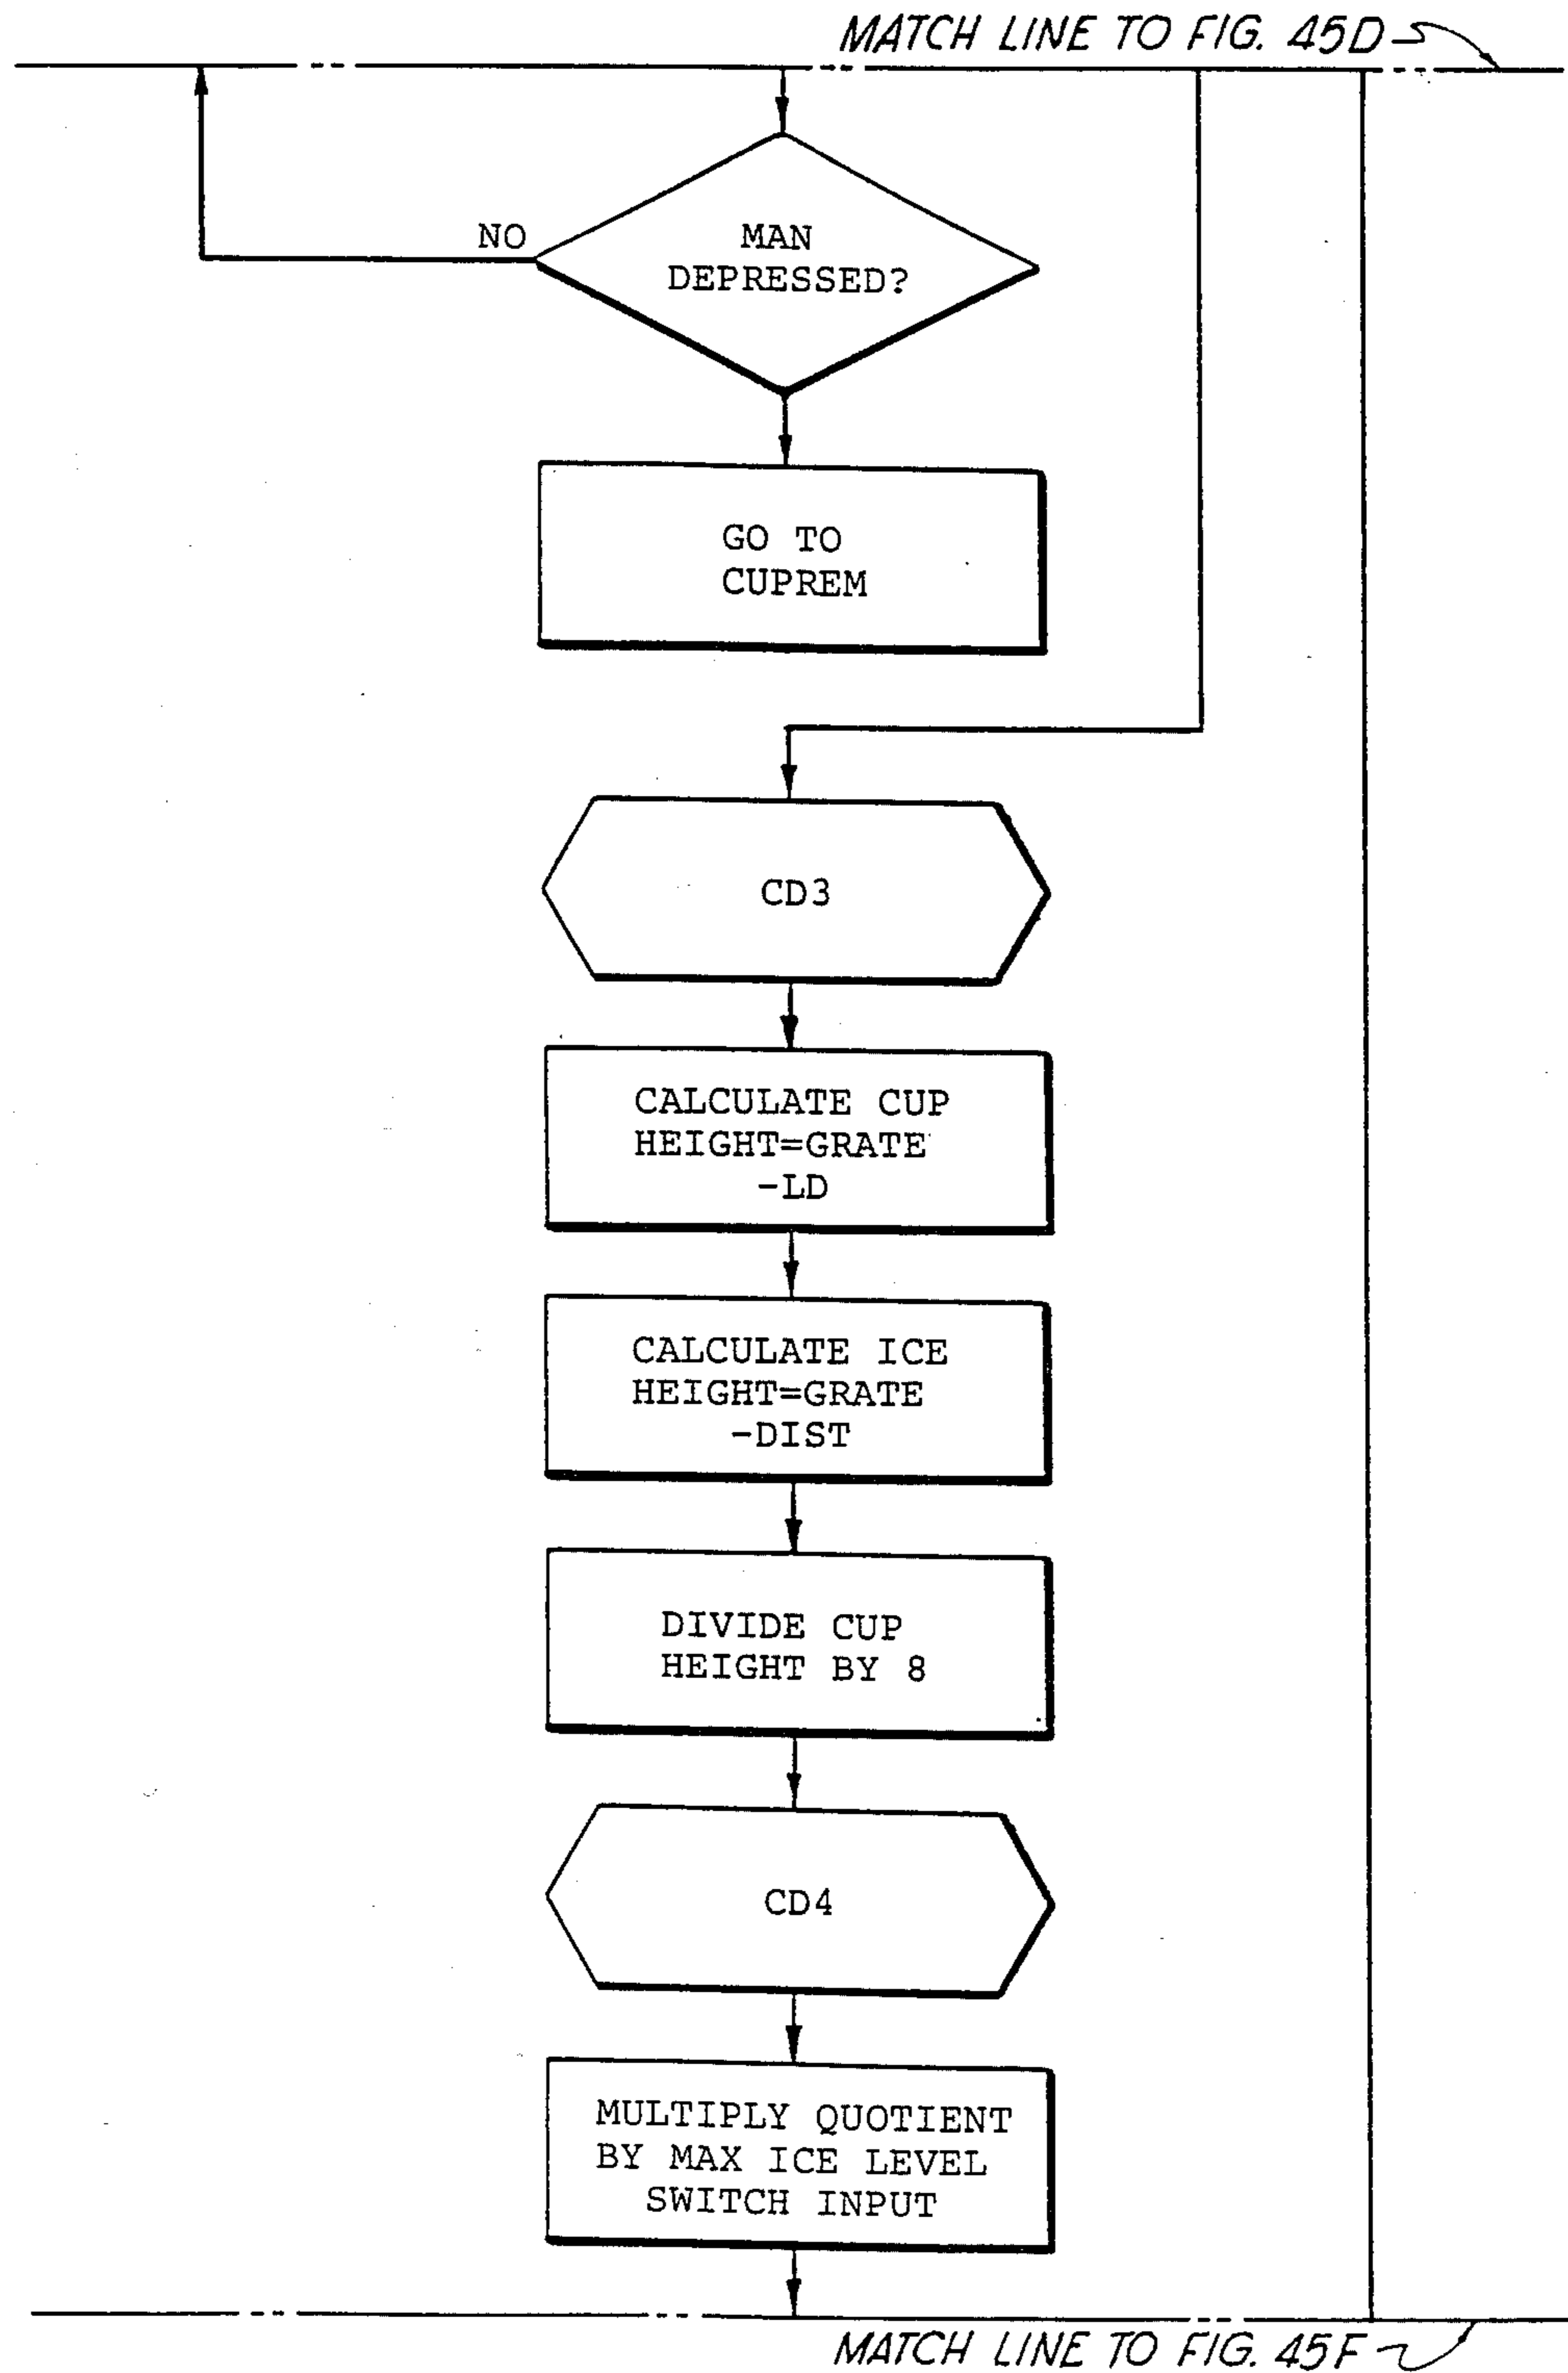 MATCH LINE TO FIG. 45D
NO
MAN
DEPRESSED?
GO TO
CUPREM
CD3
CALCULATE CUP
HEIGHT=GRATE
-LD
CALCULATE ICE
HEIGHT=GRATE
-DIST
DIVIDE CUP
HEIGHT BY 8
CD4
MULTIPLY QUOTIENT
BY MAX ICE LEVEL
SWITCH INPUT
MATCH LINE TO FIG. 45F